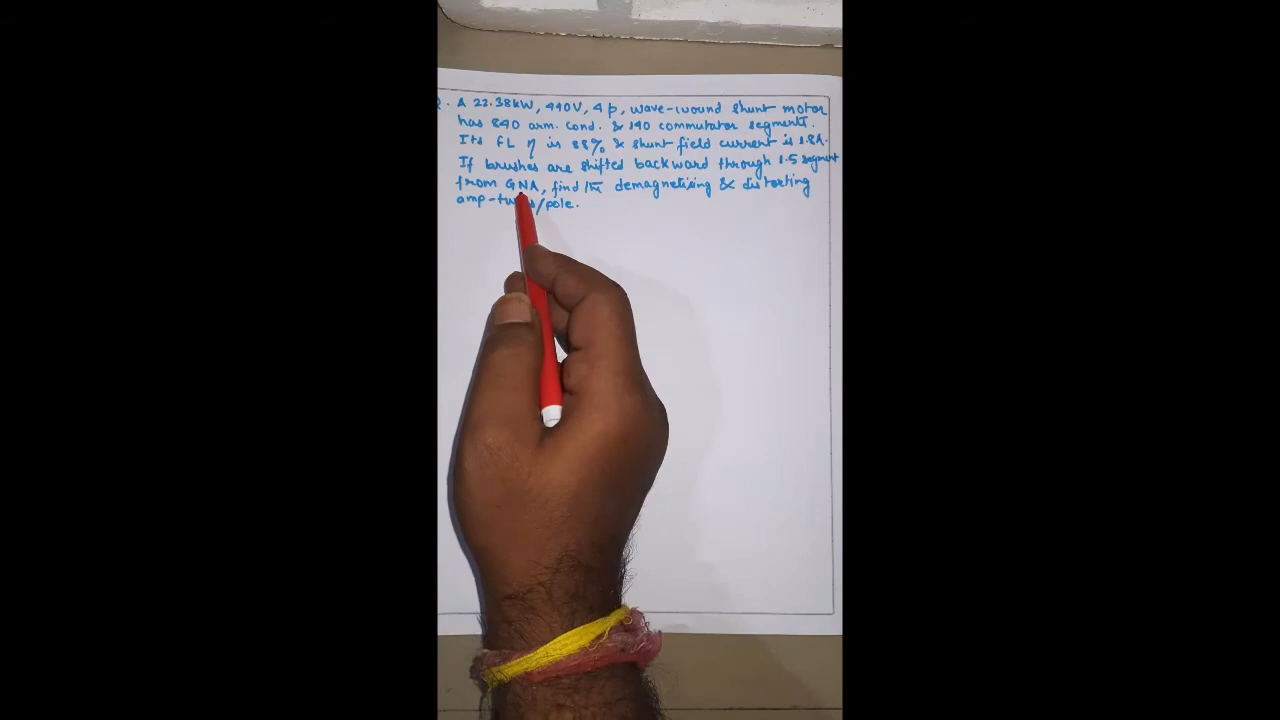 . A 22.38kW, 440V, 4p, wave-wound shunt motor
has 840 arm. cond. & 140 commutator segments.
Its FL η is 88% & shunt field current is 1.8A.
If brushes are shifted backward through 1.5 segment
from GNA, find the demagnetising & distorting
/pole.